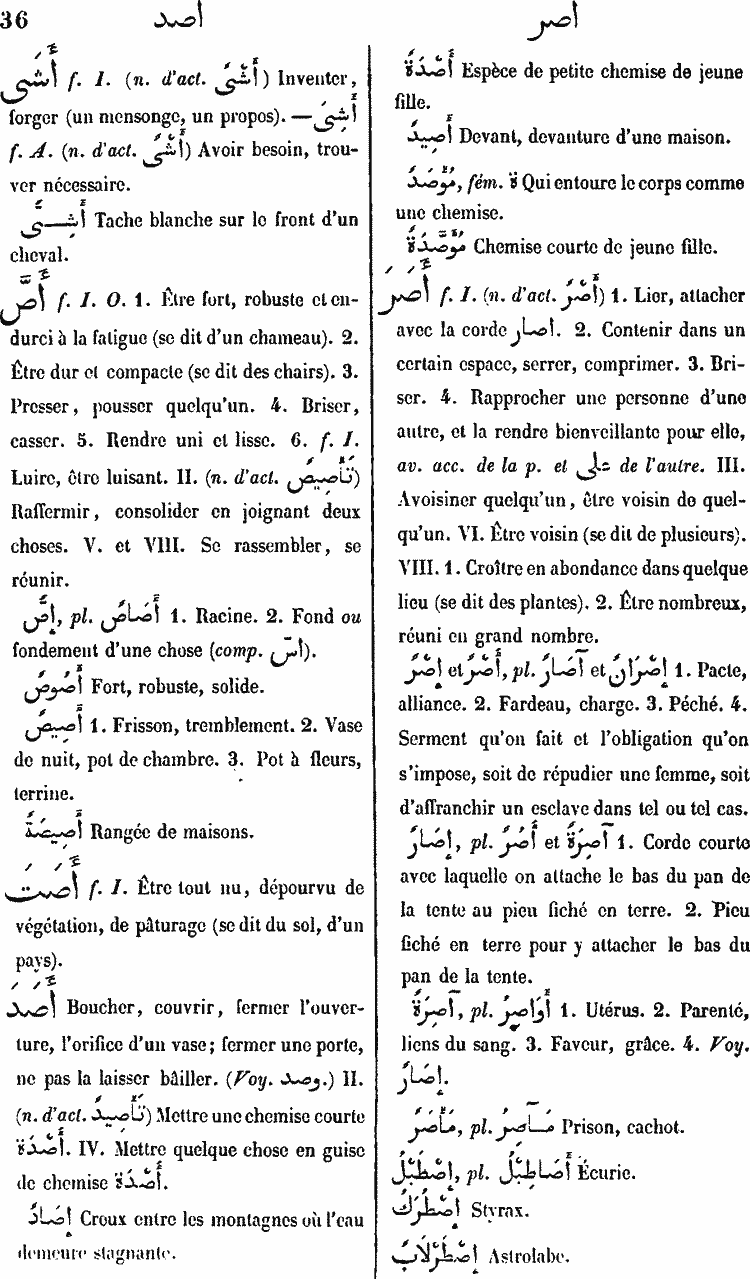 36 أصد أصر
أَشَى f. I. (n. d'act. أَشْىٌ) Inventer,
forger (un mensonge, un propos). — أَشِىَ
f. A. (n. d'act. أَشْىٌ) Avoir besoin, trou-
ver nécessaire.
أَشِىٌّ Tache blanche sur le front d'un
cheval.
أَصَّ f. I. O. 1. Être fort, robuste et en-
durci à la fatigue (se dit d'un chameau). 2.
Être dur et compacte (se dit des chairs). 3.
Presser, pousser quelqu'un. 4. Briser,
casser. 5. Rendre uni et lisse. 6. f. I.
Luire, être luisant. II. (n. d'act. تَأْصِيصٌ)
Raffermir, consolider en joignant deux
choses. V. et VIII. Se rassembler, se
réunir.
إِصٌّ, pl. أَصَاصٌ 1. Racine. 2. Fond ou
fondement d'une chose (comp. اسّ).
أَصُوصٌ Fort, robuste, solide.
أَصِيصٌ 1. Frisson, tremblement. 2. Vase
de nuit, pot de chambre. 3. Pot à fleurs,
terrine.
أَصِيصَةٌ Rangée de maisons.
أَصَتَ f. I. Être tout nu, dépourvu de
végétation, de pâturage (se dit du sol, d'un
pays).
أَصَدَ Boucher, couvrir, fermer l'ouver-
ture, l'orifice d'un vase; fermer une porte,
ne pas la laisser bâiller. (Voy. وصد.) II.
(n. d'act. تَأْصِيدٌ) Mettre une chemise courte
أُصْدَةٌ. IV. Mettre quelque chose en guise
de chemise أُصْدَةٌ.
إِصَادٌ Creux entre les montagnes où l'eau
demeure stagnante.
أُصْدَةٌ Espèce de petite chemise de jeune
fille.
أَصِيدٌ Devant, devanture d'une maison.
مُوْصَدٌ, fém. ة Qui entoure le corps comme
une chemise.
مُوَصَّدَةٌ Chemise courte de jeune fille.
أَصَرَ f. I. (n. d'act. أَصْرٌ) 1. Lier, attacher
avec la corde اصار. 2. Contenir dans un
certain espace, serrer, comprimer. 3. Bri-
ser. 4. Rapprocher une personne d'une
autre, et la rendre bienveillante pour elle,
av. acc. de la p. et على de l'autre. III.
Avoisiner quelqu'un, être voisin de quel-
qu'un. VI. Être voisin (se dit de plusieurs).
VIII. 1. Croître en abondance dans quelque
lieu (se dit des plantes). 2. Être nombreux,
réuni en grand nombre.
إِصْرٌ et أُصْرٌ, pl. آصَارٌ et إِصْرَانٌ 1. Pacte,
alliance. 2. Fardeau, charge. 3. Péché. 4.
Serment qu'on fait et l'obligation qu'on
s'impose, soit de répudier une femme, soit
d'affranchir un esclave dans tel ou tel cas.
إِصَارٌ, pl. أُصُرٌ et آصِرَةٌ 1. Corde courte
avec laquelle on attache le bas du pan de
la tente au pieu fiché en terre. 2. Pieu
fiché en terre pour y attacher le bas du
pan de la tente.
آصِرَةٌ, pl. أَوَاصِرُ 1. Utérus. 2. Parenté,
liens du sang. 3. Faveur, grâce. 4. Voy.
إِصَارٌ.
مَأْصَرٌ, pl. مَآصِرُ Prison, cachot.
إِصْطَبْلٌ, pl. أَصَاطِبْلُ Écurie.
إِصْطَرَكٌ Styrax.
إِصْطَرْلَابٌ Astrolabe.